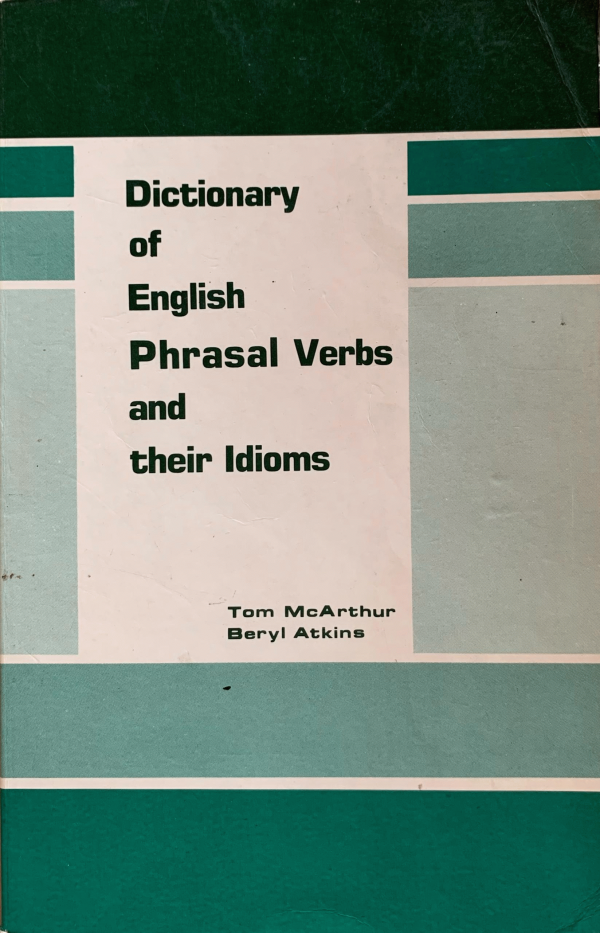 Dictionary
of
English
Phrasal Verbs
and
their Idioms
Tom McArthur
Beryl Atkins